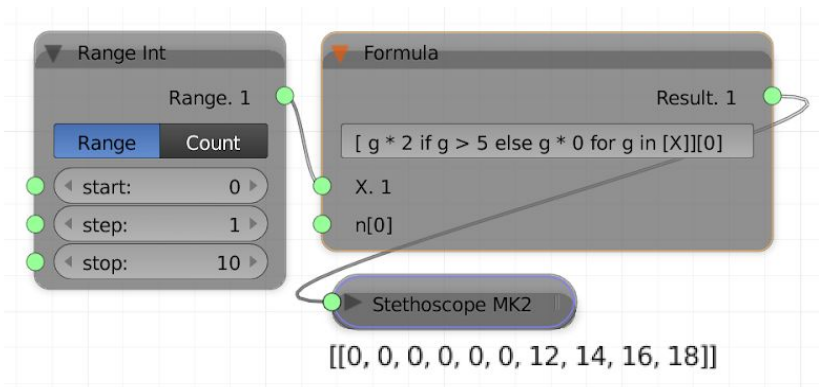 Range Int
Range. 1
Range Count
start: 0
step: 1
stop: 10
Formula
Result. 1
[ g * 2 if g > 5 else g * 0 for g in [X]][0]
X. 1
n[0]
Stethoscope MK2
[[0, 0, 0, 0, 0, 0, 12, 14, 16, 18]]